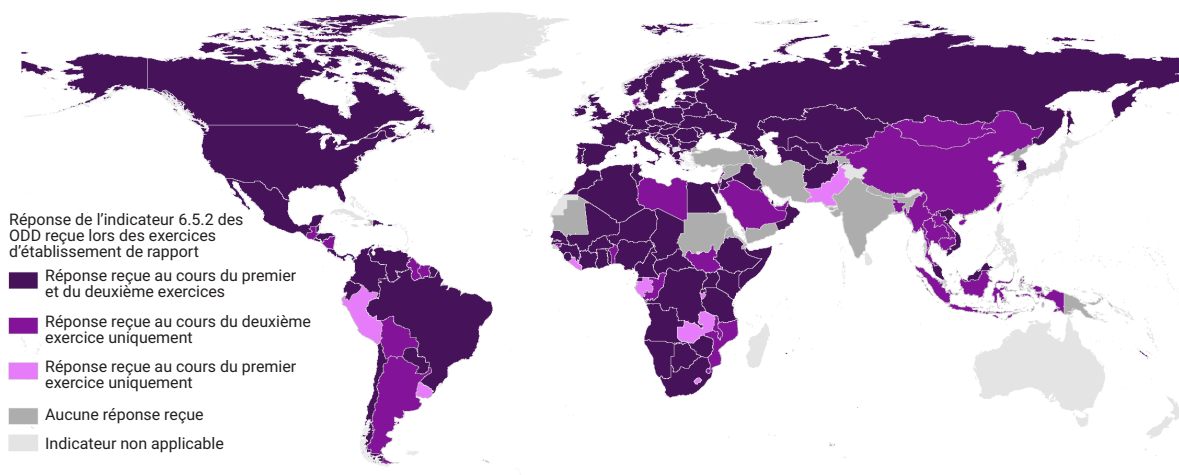 Réponse de l’indicateur 6.5.2 des
ODD reçue lors des exercices
d’établissement de rapport
Réponse reçue au cours du premier
et du deuxième exercices
Réponse reçue au cours du deuxième
exercice uniquement
Réponse reçue au cours du premier
exercice uniquement
Aucune réponse reçue
Indicateur non applicable